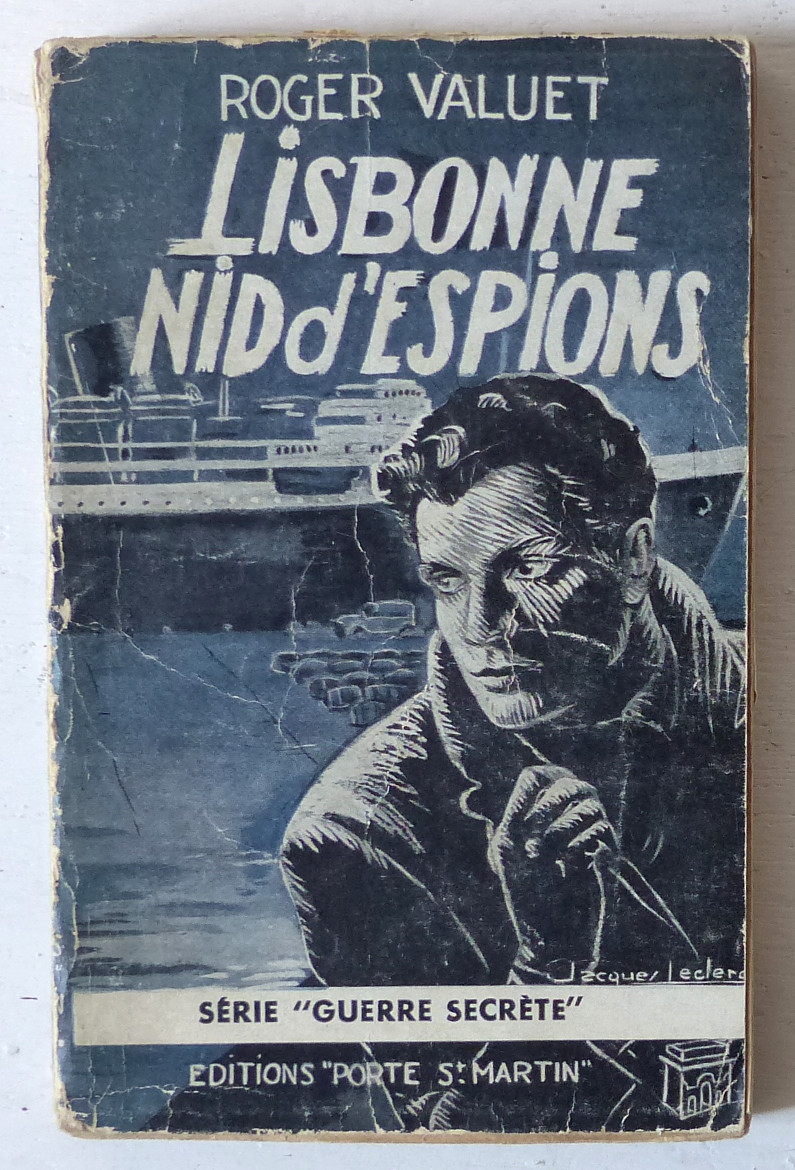 ROGER VALUET
LISBONNE
NID d'ESPIONS
Jacques Leclerc
SÉRIE "GUERRE SECRÈTE"
EDITIONS "PORTE St. MARTIN"